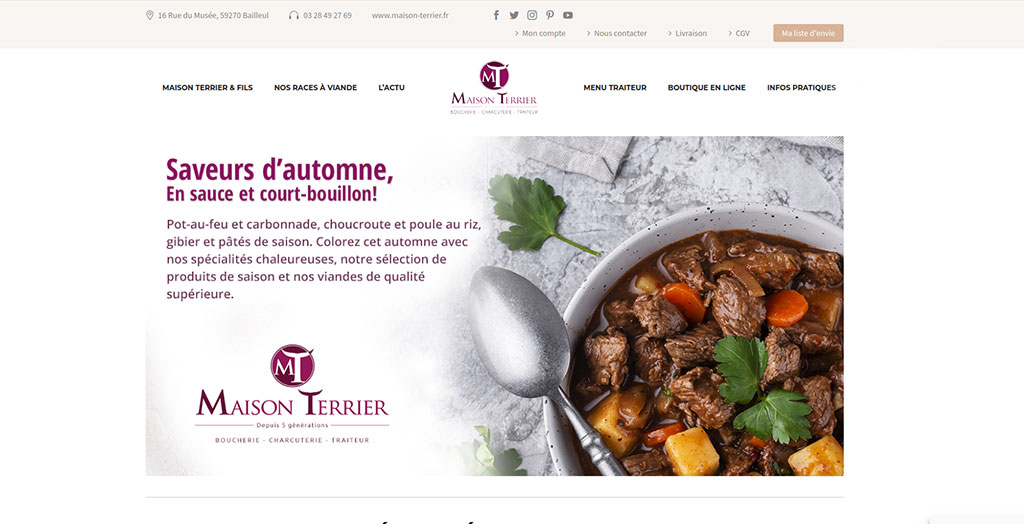 16 Rue du Musée, 59270 Bailleul
03 28 49 27 69
www.maison-terrier.fr
Mon compte
Nous contacter
Livraison
CGV
Ma liste d'envie
MAISON TERRIER & FILS
NOS RACES À VIANDE
L'ACTU
MT
MAISON TERRIER
BOUCHERIE - CHARCUTERIE - TRAITEUR
MENU TRAITEUR
BOUTIQUE EN LIGNE
INFOS PRATIQUES
Saveurs d'automne,
En sauce et court-bouillon!
Pot-au-feu et carbonnade, choucroute et poule au riz,
gibier et pâtés de saison. Colorez cet automne avec
nos spécialités chaleureuses, notre sélection de
produits de saison et nos viandes de qualité
supérieure.
MT
MAISON TERRIER
Depuis 5 générations
BOUCHERIE - CHARCUTERIE - TRAITEUR